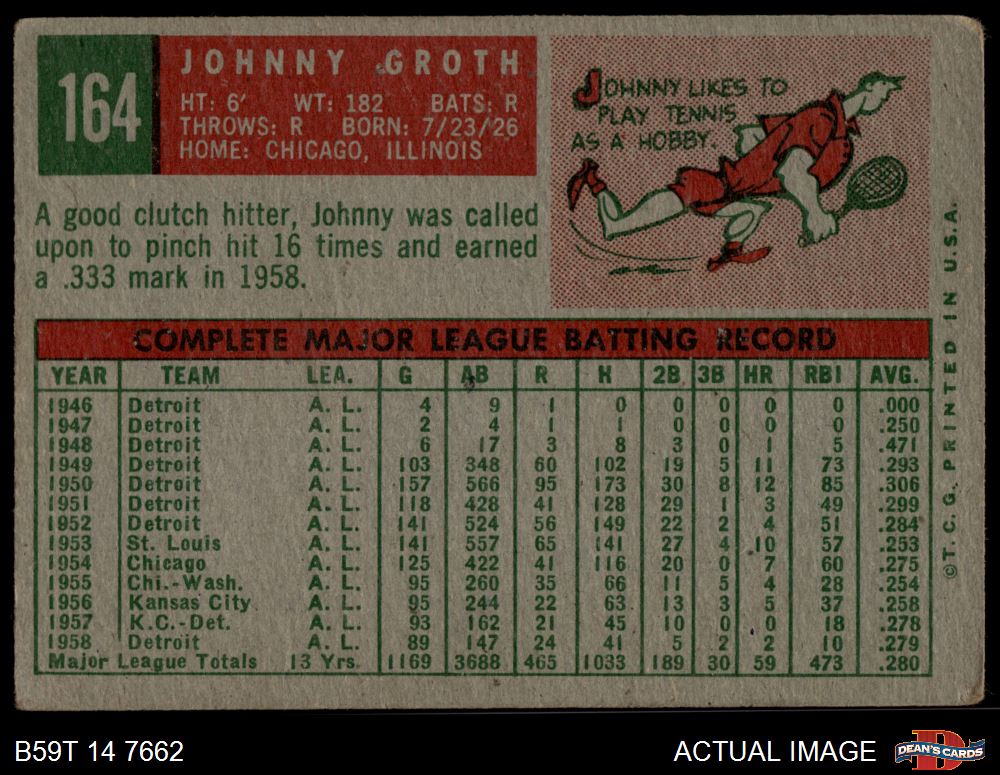 164
JOHNNY GROTH
HT: 6' WT: 182 BATS: R
THROWS: R BORN: 7/23/26
HOME: CHICAGO, ILLINOIS
JOHNNY LIKES TO
PLAY TENNIS
AS A HOBBY.
A good clutch hitter, Johnny was called
upon to pinch hit 16 times and earned
a .333 mark in 1958.
COMPLETE MAJOR LEAGUE BATTING RECORD
YEAR TEAM LEA. G AB R H 2B 3B HR RBI AVG.
1946 Detroit A. L. 4 9 1 0 0 0 0 0 .000
1947 Detroit A. L. 2 4 1 1 0 0 0 0 .250
1948 Detroit A. L. 6 17 3 8 3 0 1 5 .471
1949 Detroit A. L. 103 348 60 102 19 5 11 73 .293
1950 Detroit A. L. 157 566 95 173 30 8 12 85 .306
1951 Detroit A. L. 118 428 41 128 29 1 3 49 .299
1952 Detroit A. L. 141 524 56 149 22 2 4 51 .284
1953 St. Louis A. L. 141 557 65 141 27 4 10 57 .253
1954 Chicago A. L. 125 422 41 116 20 0 7 60 .275
1955 Chi.-Wash. A. L. 95 260 35 66 11 5 4 28 .254
1956 Kansas City A. L. 95 244 22 63 13 3 5 37 .258
1957 K.C.-Det. A. L. 93 162 21 45 10 0 0 18 .278
1958 Detroit A. L. 89 147 24 41 5 2 2 10 .279
Major League Totals 13 Yrs. 1169 3688 465 1033 189 30 59 473 .280
©T. C. G. PRINTED IN U.S.A.
B59T 14 7662
ACTUAL IMAGE
DEAN'S CARDS